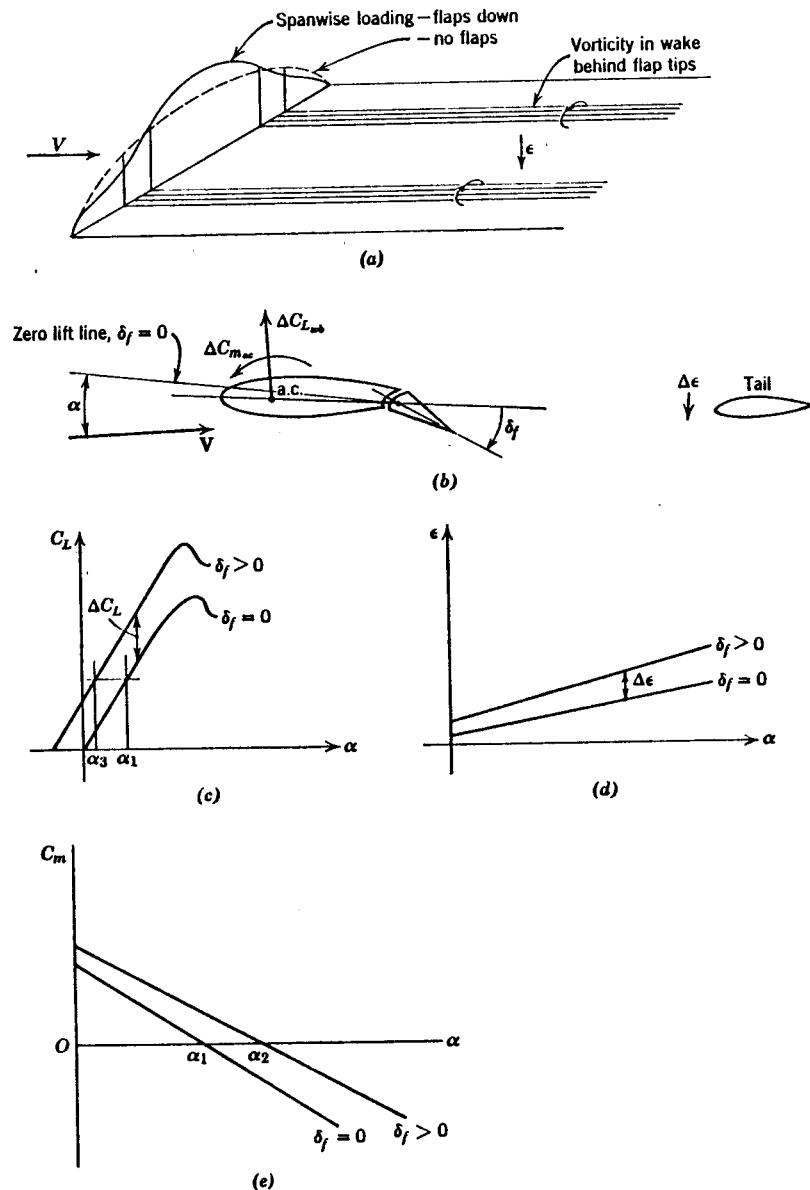 Spanwise loading — flaps down
— no flaps
Vorticity in wake
behind flap tips
V
ϵ
(a)
Zero lift line, δf = 0
ΔCLwb
ΔCmac
a.c.
α
V
δf
Δϵ
Tail
(b)
CL
δf > 0
ΔCL
δf = 0
α3
α1
α
(c)
ϵ
δf > 0
Δϵ
δf = 0
α
(d)
Cm
O
α1
α2
α
δf = 0
δf > 0
(e)